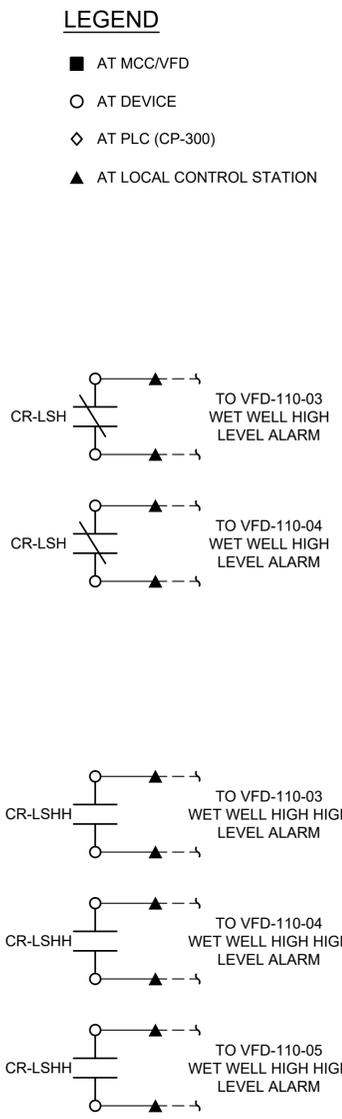 LEGEND
AT MCC/VFD
AT DEVICE
AT PLC (CP-300)
AT LOCAL CONTROL STATION
CR-LSH
TO VFD-110-03
WET WELL HIGH
LEVEL ALARM
CR-LSH
TO VFD-110-04
WET WELL HIGH
LEVEL ALARM
CR-LSHH
TO VFD-110-03
WET WELL HIGH HIGH
LEVEL ALARM
CR-LSHH
TO VFD-110-04
WET WELL HIGH HIGH
LEVEL ALARM
CR-LSHH
TO VFD-110-05
WET WELL HIGH HIGH
LEVEL ALARM